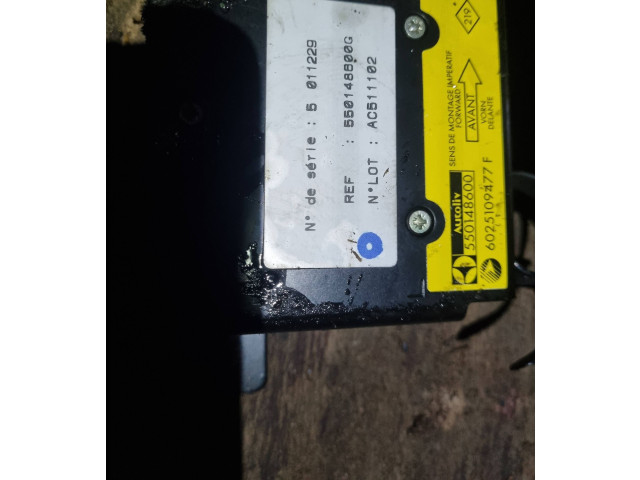 N° de série : 5 011229
REF : 550148600G
N°LOT : AC511102
219
SENS DE MONTAGE IMPERATIF
FORWARD
AVANT
VORN
DELANTE
Autoliv
550148600
6025109477 F